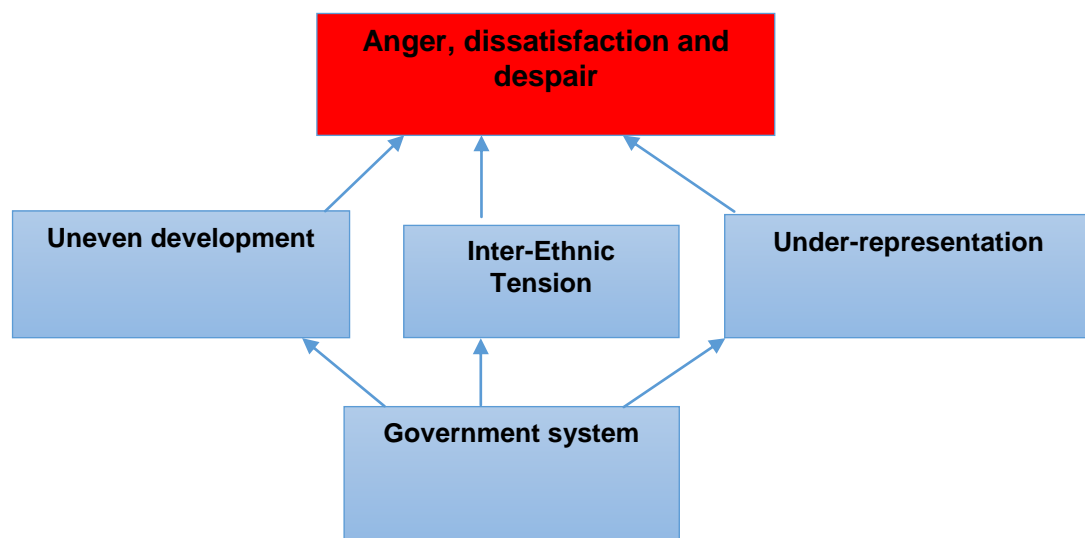 Anger, dissatisfaction and
despair
Uneven development
Inter-Ethnic
Tension
Under-representation
Government system